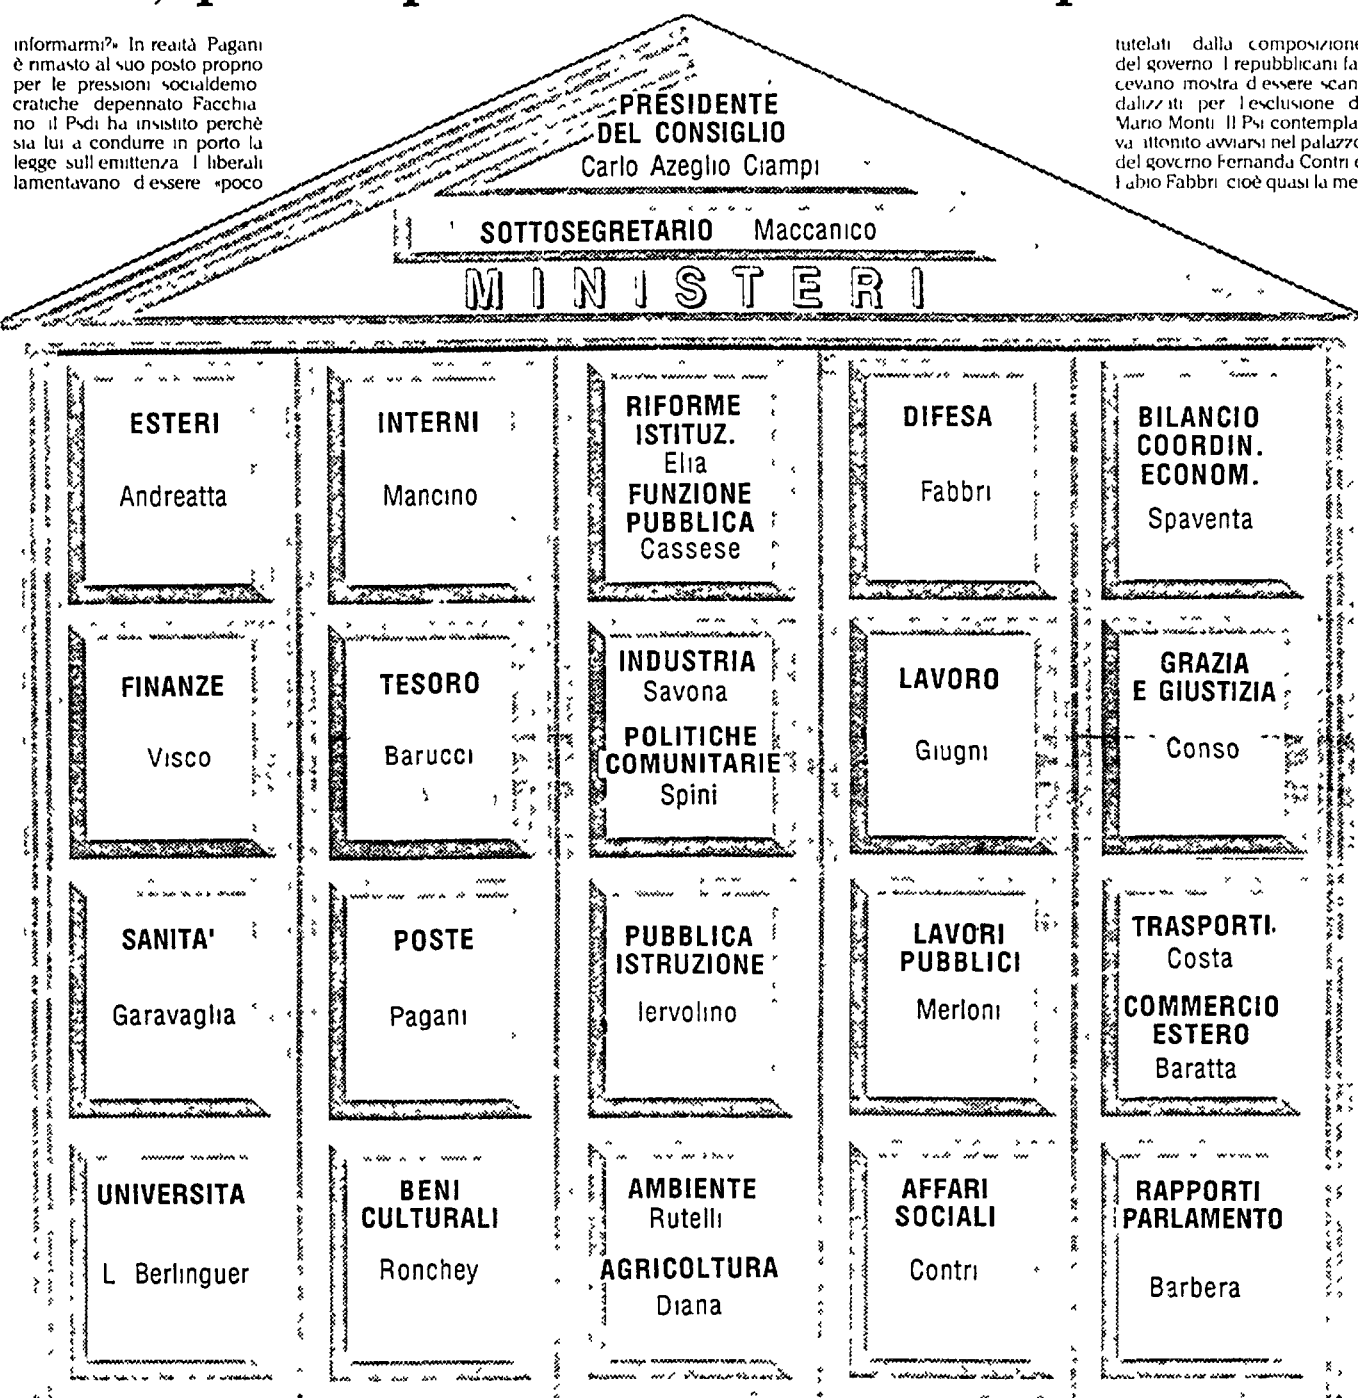 informarmi?» In realtà Pagani
è rimasto al suo posto proprio
per le pressioni socialdemo
cratiche depennato Facchia
no il Psdi ha insistito perchè
sia lui a condurre in porto la
legge sull emittenza I liberali
lamentavano d essere «poco
tutelati dalla composizione
del governo I repubblicani fa
cevano mostra d essere scan
dalizziti per l esclusione d
Mario Monti Il Psi contempla
va attonito avviarsi nel palazzo
del governo Fernanda Contri e
Fabio Fabbri cioè quasi la me
PRESIDENTE
DEL CONSIGLIO
Carlo Azeglio Ciampi
SOTTOSEGRETARIO Maccanico
MINISTERI
ESTERI
Andreatta
INTERNI
Mancino
RIFORME
ISTITUZ.
Elia
FUNZIONE
PUBBLICA
Cassese
DIFESA
Fabbri
BILANCIO
COORDIN.
ECONOM.
Spaventa
FINANZE
Visco
TESORO
Barucci
INDUSTRIA
Savona
POLITICHE
COMUNITARIE
Spini
LAVORO
Giugni
GRAZIA
E GIUSTIZIA
Conso
SANITA'
Garavaglia
POSTE
Pagani
PUBBLICA
ISTRUZIONE
Iervolino
LAVORI
PUBBLICI
Merloni
TRASPORTI
Costa
COMMERCIO
ESTERO
Baratta
UNIVERSITA
L Berlinguer
BENI
CULTURALI
Ronchey
AMBIENTE
Rutelli
AGRICOLTURA
Diana
AFFARI
SOCIALI
Contri
RAPPORTI
PARLAMENTO
Barbera